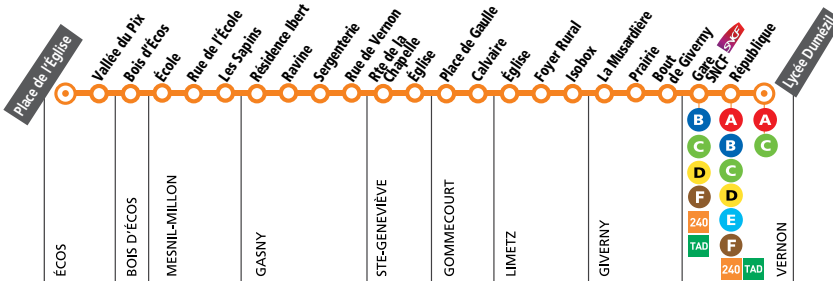 Place de l'Église
Vallée du Pix
Bois d'Écos
École
Rue de l'École
Les Sapins
Résidence Ibert
Ravine
Sergenterie
Rue de Vernon
Rte de la
Chapelle
Église
Place de Gaulle
Calvaire
Église
Foyer Rural
Isobox
La Musardière
Prairie
Bout
de Giverny
Gare
SNCF
SNCF
République
Lycée Dumézil
B
C
D
F
240
TAD
A
B
C
D
E
F
240 TAD
A
C
ÉCOS
BOIS D'ÉCOS
MESNIL-MILLON
GASNY
STE-GENEVIÈVE
GOMMECOURT
LIMETZ
GIVERNY
VERNON